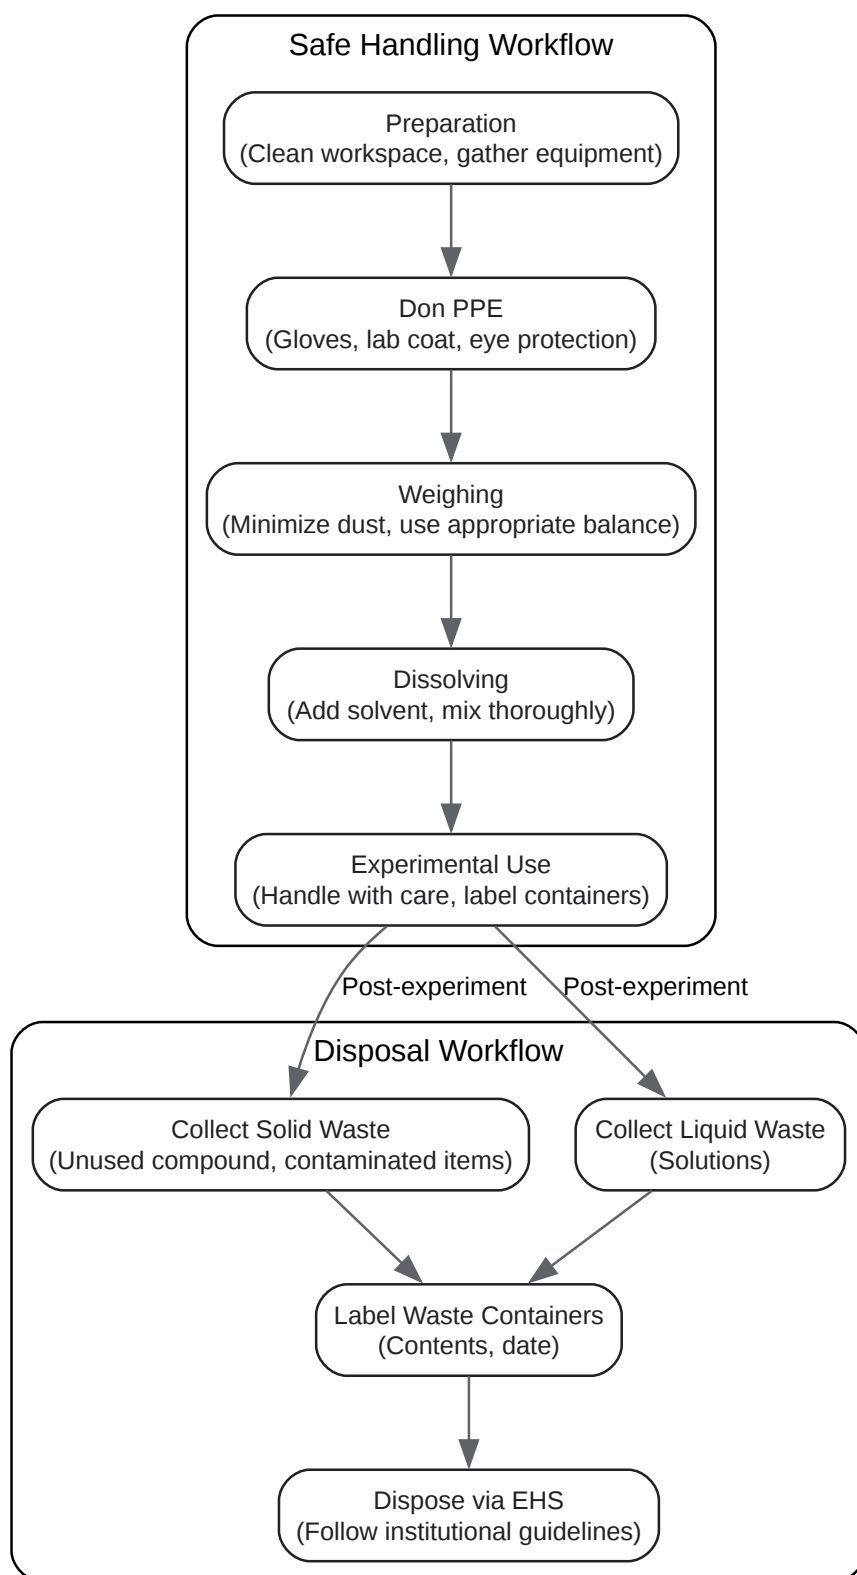 Safe Handling Workflow
Preparation
(Clean workspace, gather equipment)
Don PPE
(Gloves, lab coat, eye protection)
Weighing
(Minimize dust, use appropriate balance)
Dissolving
(Add solvent, mix thoroughly)
Experimental Use
(Handle with care, label containers)
Post-experiment
Post-experiment
Disposal Workflow
Collect Solid Waste
(Unused compound, contaminated items)
Collect Liquid Waste
(Solutions)
Label Waste Containers
(Contents, date)
Dispose via EHS
(Follow institutional guidelines)